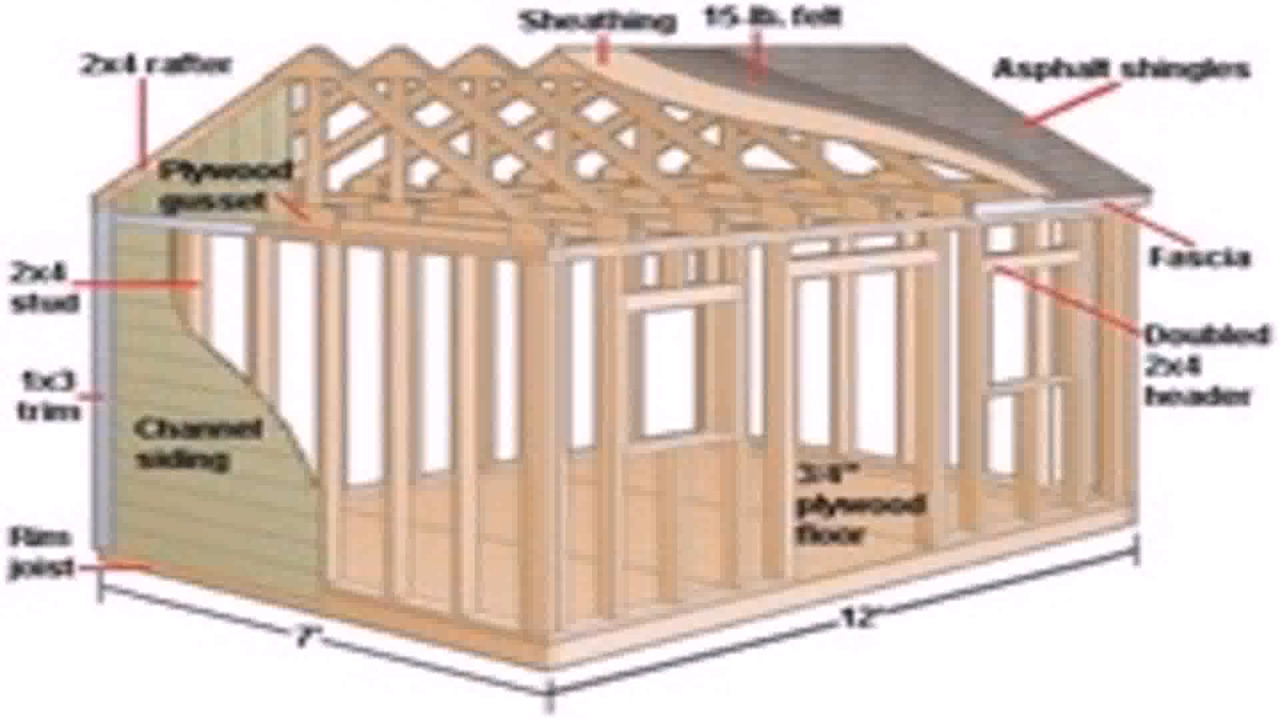 Sheathing
15-lb. felt
2x4 rafter
Asphalt shingles
Plywood
gusset
Fascia
2x4
stud
Doubled
2x4
header
1x3
trim
Channel
siding
3/4"
plywood
floor
Rim
joist
7'
12'